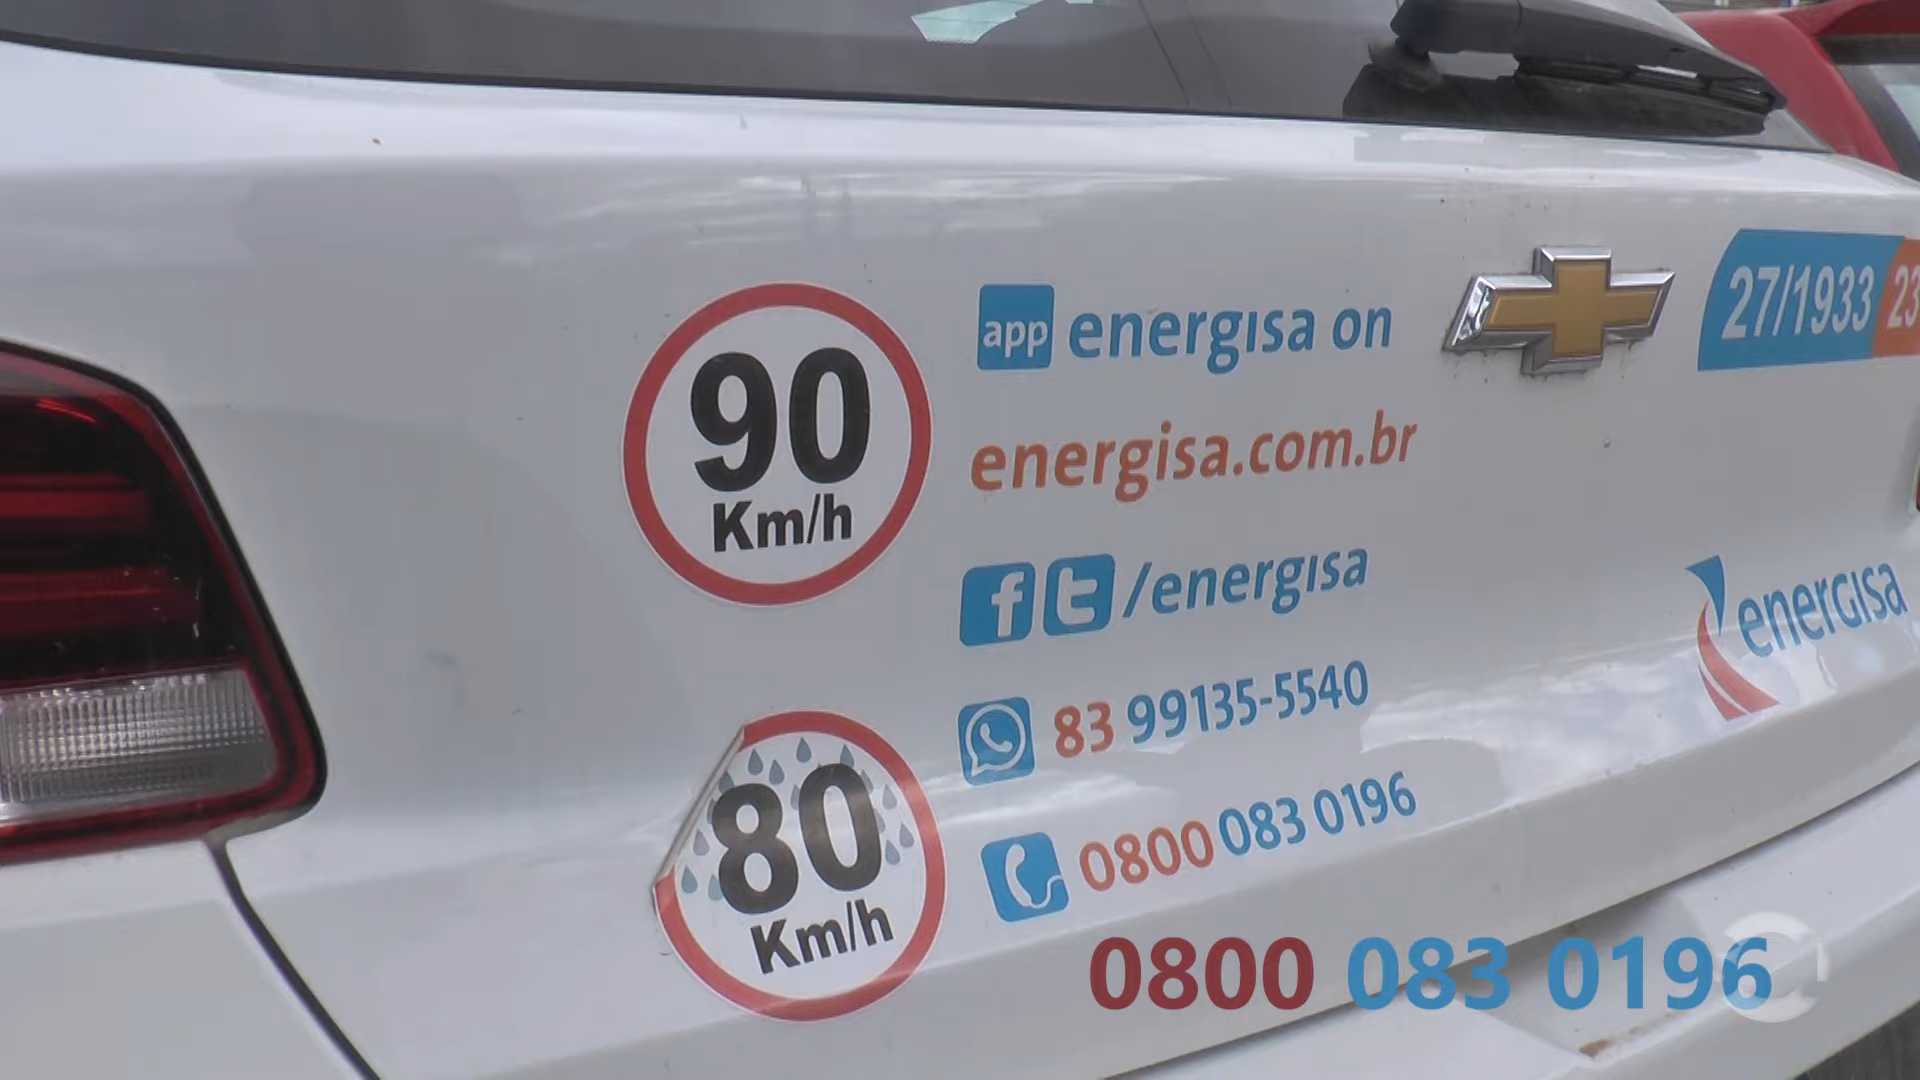 90
Km/h
app energisa on
energisa.com.br
27/1933 23
f t /energisa
energisa
83 99135-5540
80
Km/h
0800 083 0196
0800 083 0196